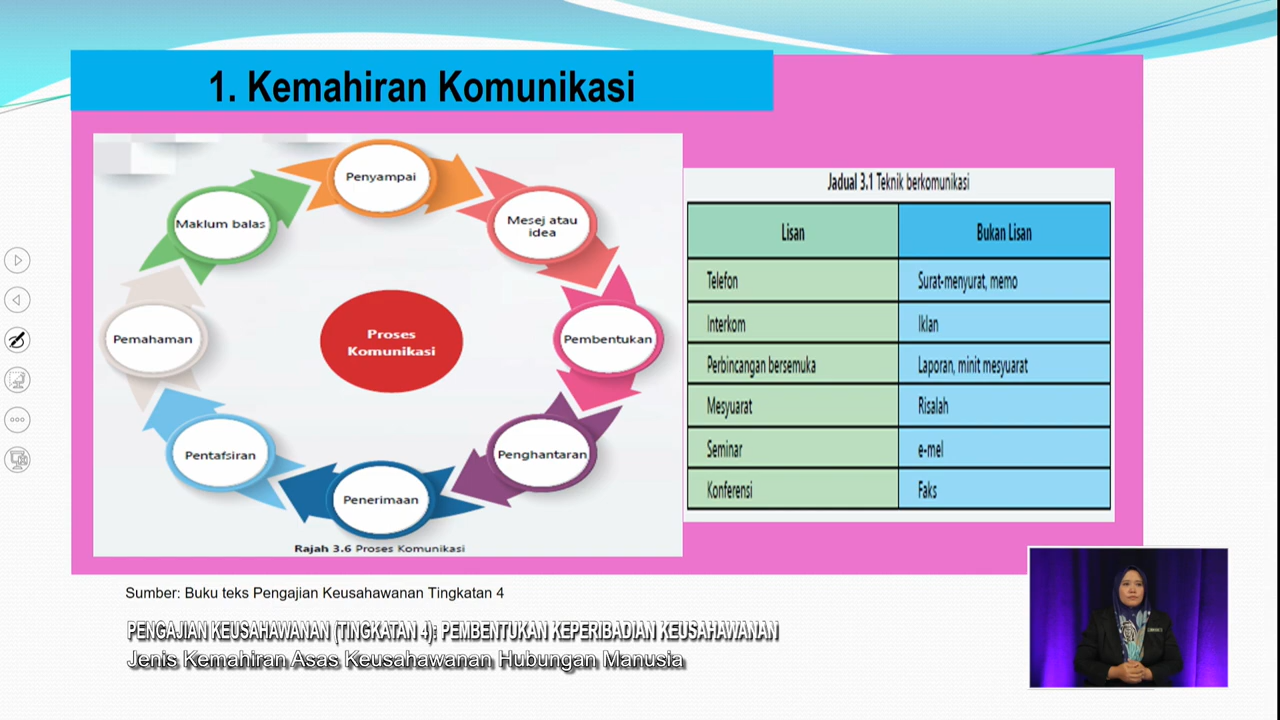 1. Kemahiran Komunikasi
Penyampai
Mesej atau
idea
Pembentukan
Penghantaran
Penerimaan
Pentafsiran
Pemahaman
Maklum balas
Proses
Komunikasi
Rajah 3.6 Proses Komunikasi
Jadual 3.1 Teknik berkomunikasi
Lisan Bukan Lisan
Telefon Surat-menyurat, memo
Interkom Iklan
Perbincangan bersemuka Laporan, minit mesyuarat
Mesyuarat Risalah
Seminar e-mel
Konferensi Faks
Sumber: Buku teks Pengajian Keusahawanan Tingkatan 4
PENGAJIAN KEUSAHAWANAN (TINGKATAN 4): PEMBENTUKAN KEPERIBADIAN KEUSAHAWANAN
Jenis Kemahiran Asas Keusahawanan Hubungan Manusia